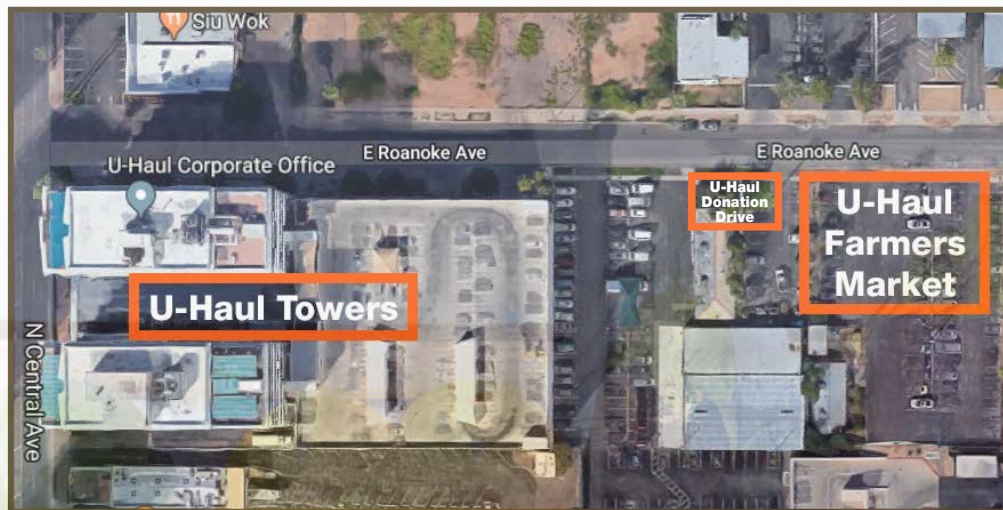 Siu Wok
U-Haul Corporate Office
E Roanoke Ave
E Roanoke Ave
U-Haul
Donation
Drive
U-Haul
Farmers
Market
U-Haul Towers
N Central Ave